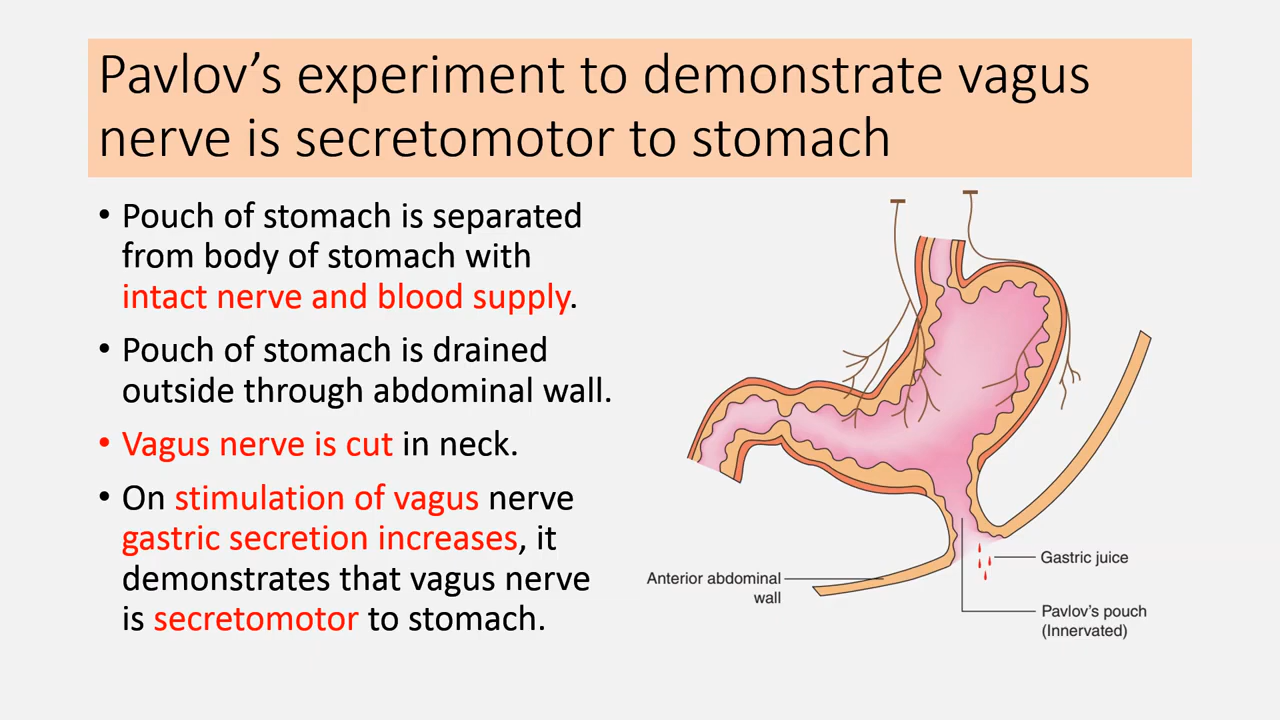 Pavlov’s experiment to demonstrate vagus
nerve is secretomotor to stomach
• Pouch of stomach is separated
from body of stomach with
intact nerve and blood supply.
• Pouch of stomach is drained
outside through abdominal wall.
• Vagus nerve is cut in neck.
• On stimulation of vagus nerve
gastric secretion increases, it
demonstrates that vagus nerve
is secretomotor to stomach.
Gastric juice
Anterior abdominal
wall
Pavlov’s pouch
(Innervated)